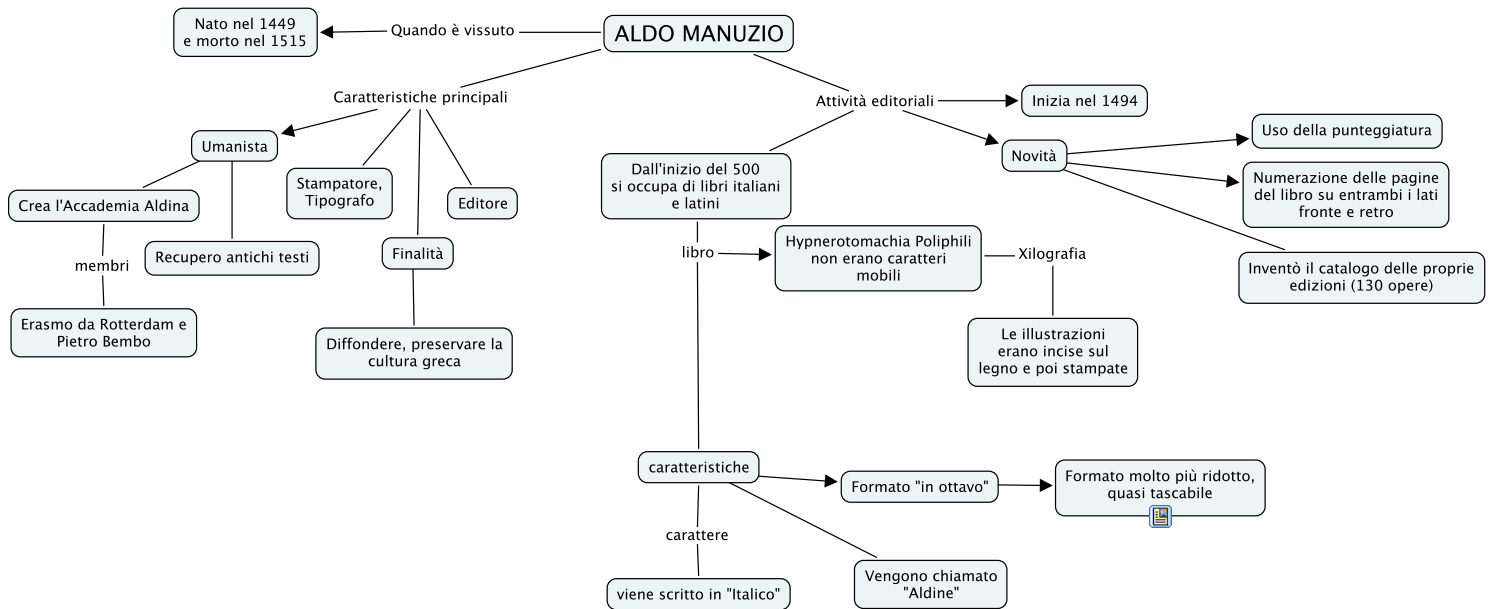 ALDO MANUZIO
Quando è vissuto
Nato nel 1449
e morto nel 1515
Caratteristiche principali
Umanista
Crea l'Accademia Aldina
membri
Erasmo da Rotterdam e
Pietro Bembo
Recupero antichi testi
Stampatore,
Tipografo
Finalità
Diffondere, preservare la
cultura greca
Editore
Attività editoriali
Inizia nel 1494
Novità
Uso della punteggiatura
Numerazione delle pagine
del libro su entrambi i lati
fronte e retro
Inventò il catalogo delle proprie
edizioni (130 opere)
Dall'inizio del 500
si occupa di libri italiani
e latini
libro
Hypnerotomachia Poliphili
non erano caratteri
mobili
Xilografia
Le illustrazioni
erano incise sul
legno e poi stampate
caratteristiche
Formato "in ottavo"
Formato molto più ridotto,
quasi tascabile
carattere
viene scritto in "Italico"
Vengono chiamato
"Aldine"